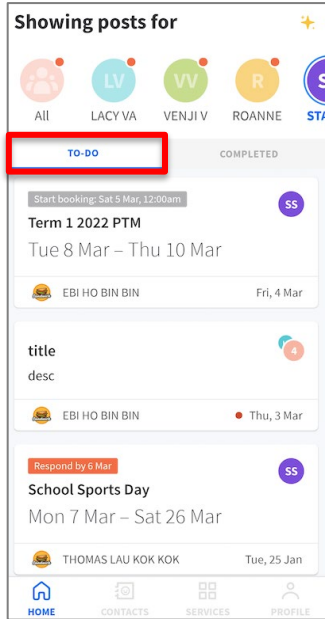 Showing posts for
LV
VV
R
S
All
LACY VA
VENJI V
ROANNE
STA
TO-DO
COMPLETED
Start booking: Sat 5 Mar, 12:00am
SS
Term 1 2022 PTM
Tue 8 Mar – Thu 10 Mar
EBI HO BIN BIN
Fri, 4 Mar
4
title
desc
EBI HO BIN BIN
Thu, 3 Mar
Respond by 6 Mar
SS
School Sports Day
Mon 7 Mar – Sat 26 Mar
THOMAS LAU KOK KOK
Tue, 25 Jan
HOME
CONTACTS
SERVICES
PROFILE